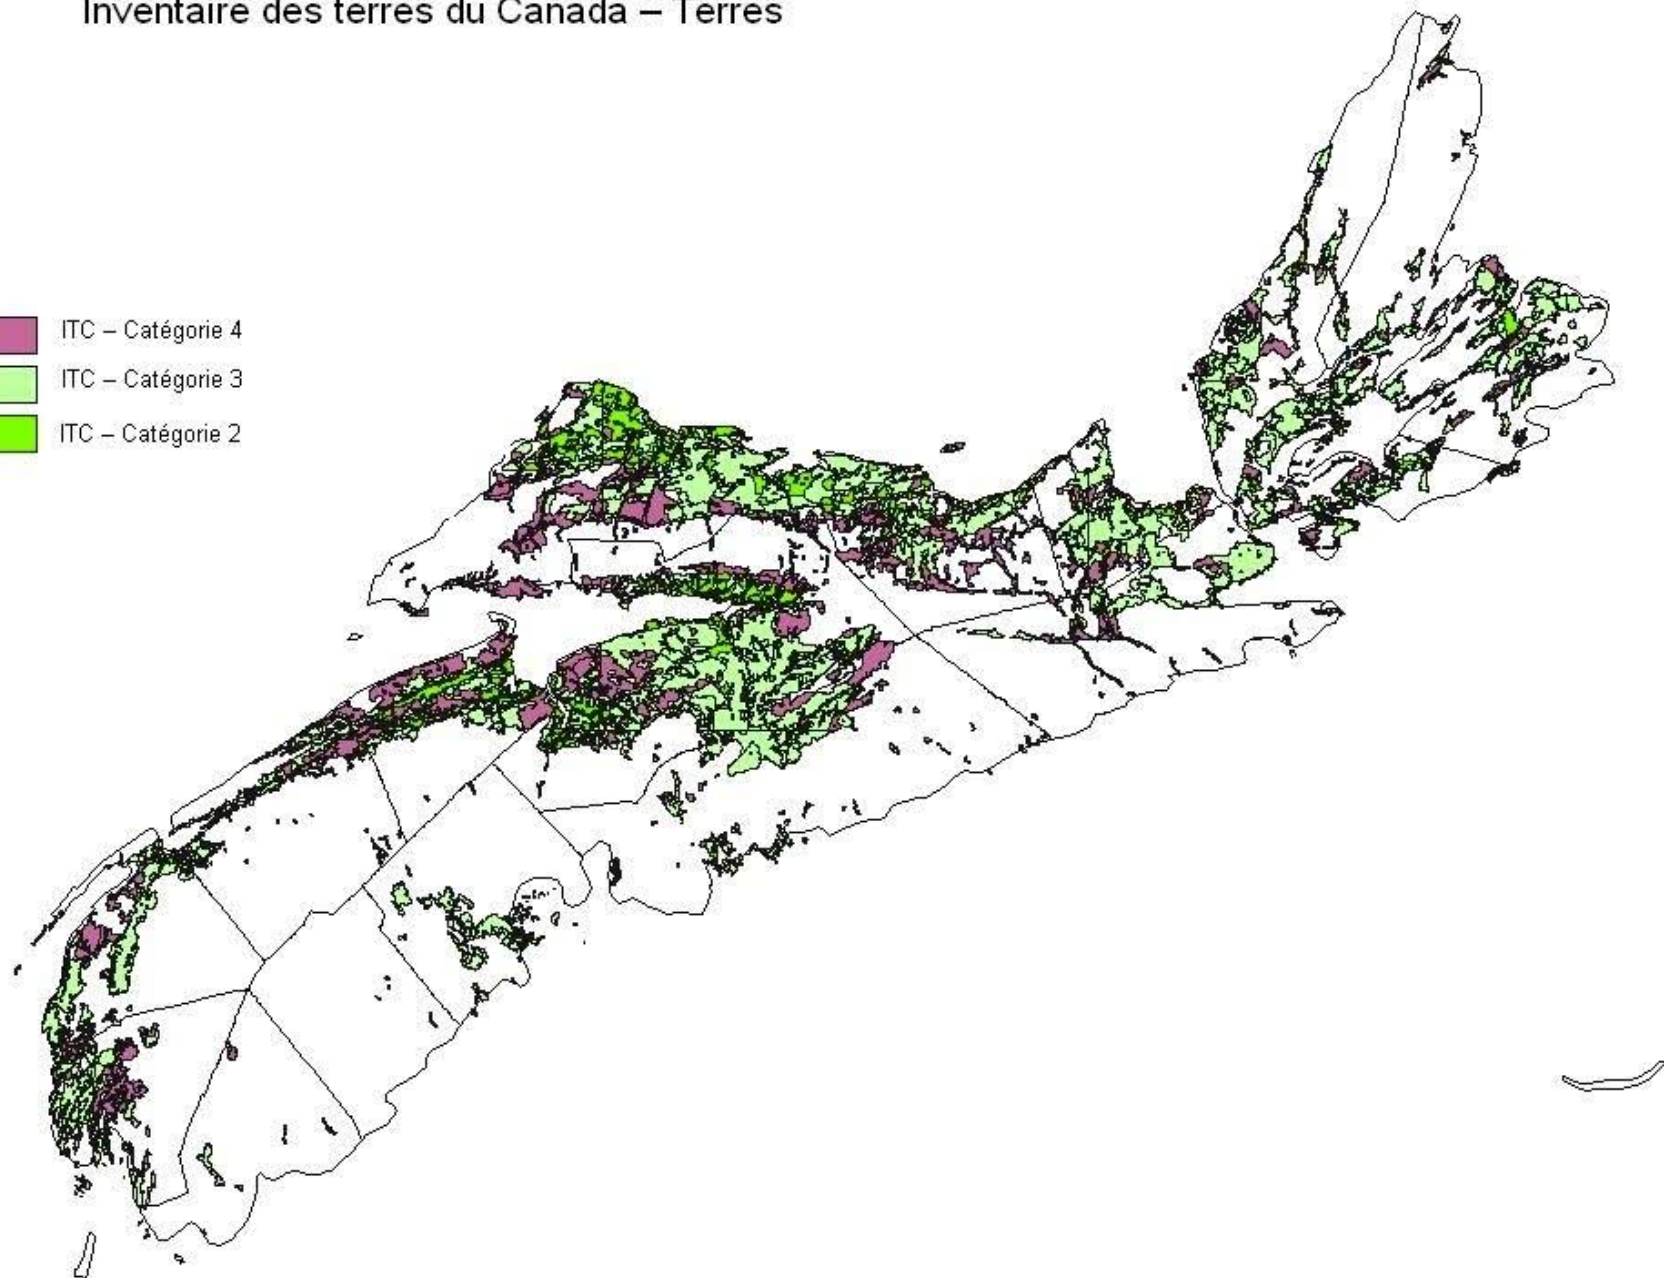 Inventaire des terres du Canada – Terres
ITC – Catégorie 4
ITC – Catégorie 3
ITC – Catégorie 2